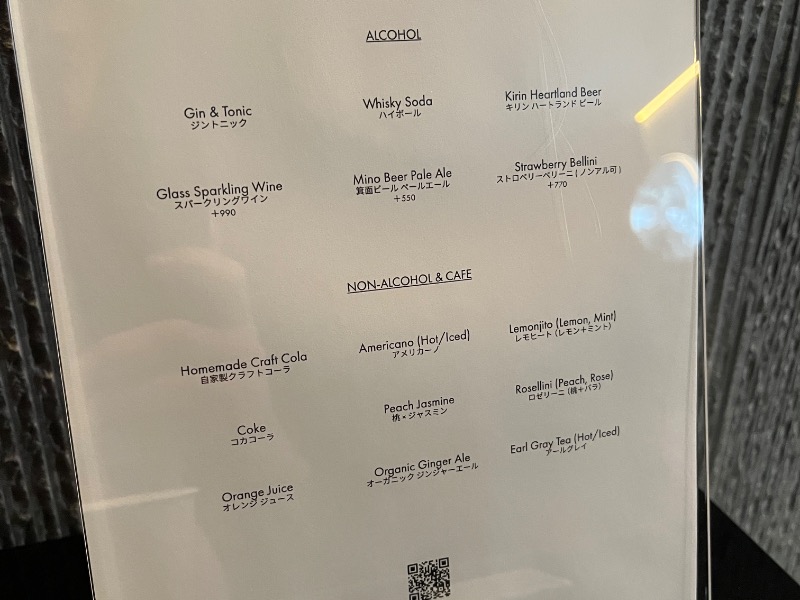 ALCOHOL
Gin & Tonic
ジントニック
Whisky Soda
ハイボール
Kirin Heartland Beer
キリン ハートランド ビール
Glass Sparkling Wine
スパークリングワイン
+990
Mino Beer Pale Ale
箕面ビール ペールエール
+550
Strawberry Bellini
ストロベリーベリーニ ( ノンアル可 )
+770
NON-ALCOHOL & CAFE
Homemade Craft Cola
自家製クラフトコーラ
Americano (Hot/Iced)
アメリカーノ
Lemonjito (Lemon, Mint)
レモヒート (レモン+ミント)
Coke
コカコーラ
Peach Jasmine
桃×ジャスミン
Rosellini (Peach, Rose)
ロゼリーニ (桃+バラ)
Orange Juice
オレンジ ジュース
Organic Ginger Ale
オーガニック ジンジャーエール
Earl Gray Tea (Hot/Iced)
アールグレイ